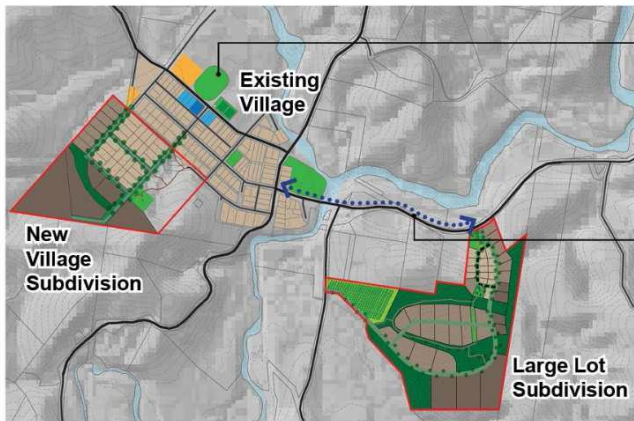 Existing
Village
New
Village
Subdivision
Large Lot
Subdivision